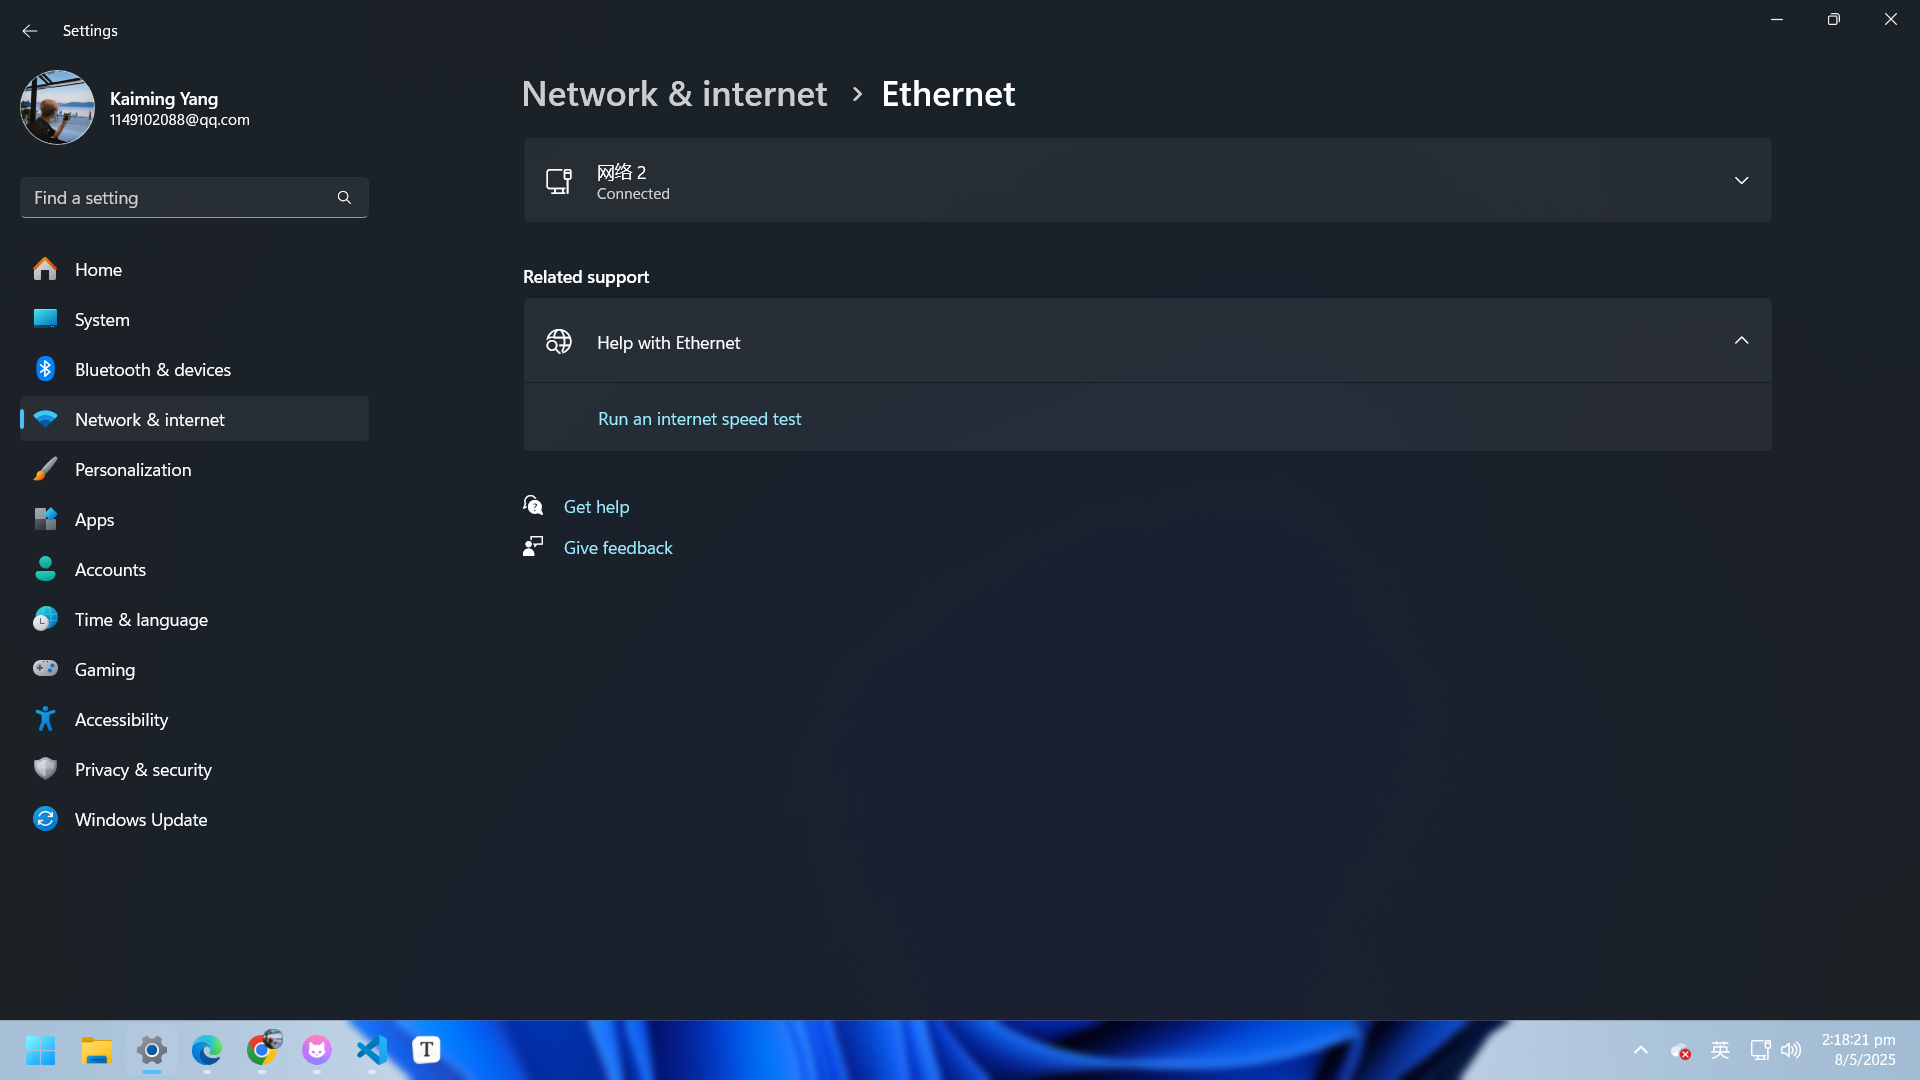 Settings
Kaiming Yang
1149102088@qq.com
Find a setting
Home
System
Bluetooth & devices
Network & internet
Personalization
Apps
Accounts
Time & language
Gaming
Accessibility
Privacy & security
Windows Update
Network & internet > Ethernet
网络 2
Connected
Related support
Help with Ethernet
Run an internet speed test
Get help
Give feedback
T
英
2:18:21 pm
8/5/2025